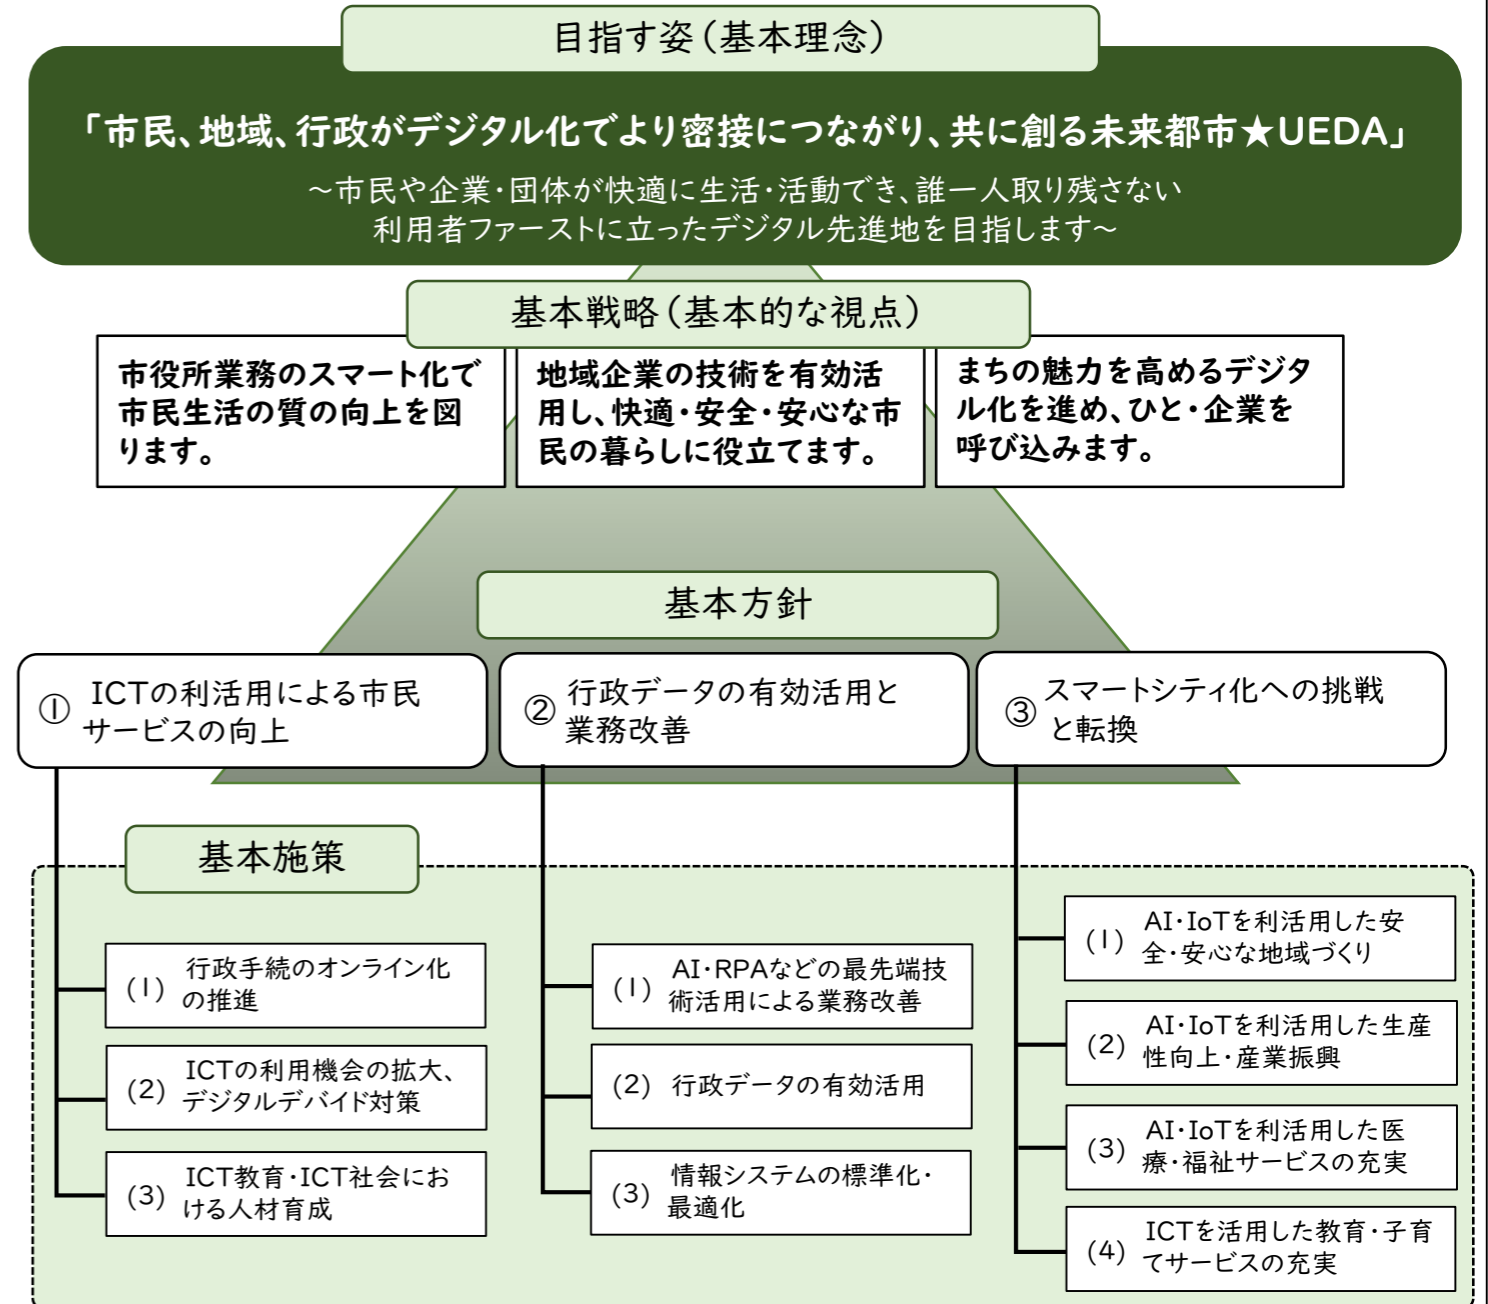 目指す姿（基本理念）
「市民、地域、行政がデジタル化でより密接につながり、共に創る未来都市★UEDA」
～市民や企業・団体が快適に生活・活動でき、誰一人取り残さない
利用者ファーストに立ったデジタル先進地を目指します～
基本戦略（基本的な視点）
市役所業務のスマート化で
市民生活の質の向上を図
ります。
地域企業の技術を有効活
用し、快適・安全・安心な市
民の暮らしに役立てます。
まちの魅力を高めるデジタ
ル化を進め、ひと・企業を
呼び込みます。
基本方針
① ICTの利活用による市民
サービスの向上
② 行政データの有効活用と
業務改善
③ スマートシティ化への挑戦
と転換
基本施策
(1) 行政手続のオンライン化
の推進
(2) ICTの利用機会の拡大、
デジタルデバイド対策
(3) ICT教育・ICT社会にお
ける人材育成
(1) AI・RPAなどの最先端技
術活用による業務改善
(2) 行政データの有効活用
(3) 情報システムの標準化・
最適化
(1) AI・IoTを利活用した安
全・安心な地域づくり
(2) AI・IoTを利活用した生産
性向上・産業振興
(3) AI・IoTを利活用した医
療・福祉サービスの充実
(4) ICTを活用した教育・子育
てサービスの充実